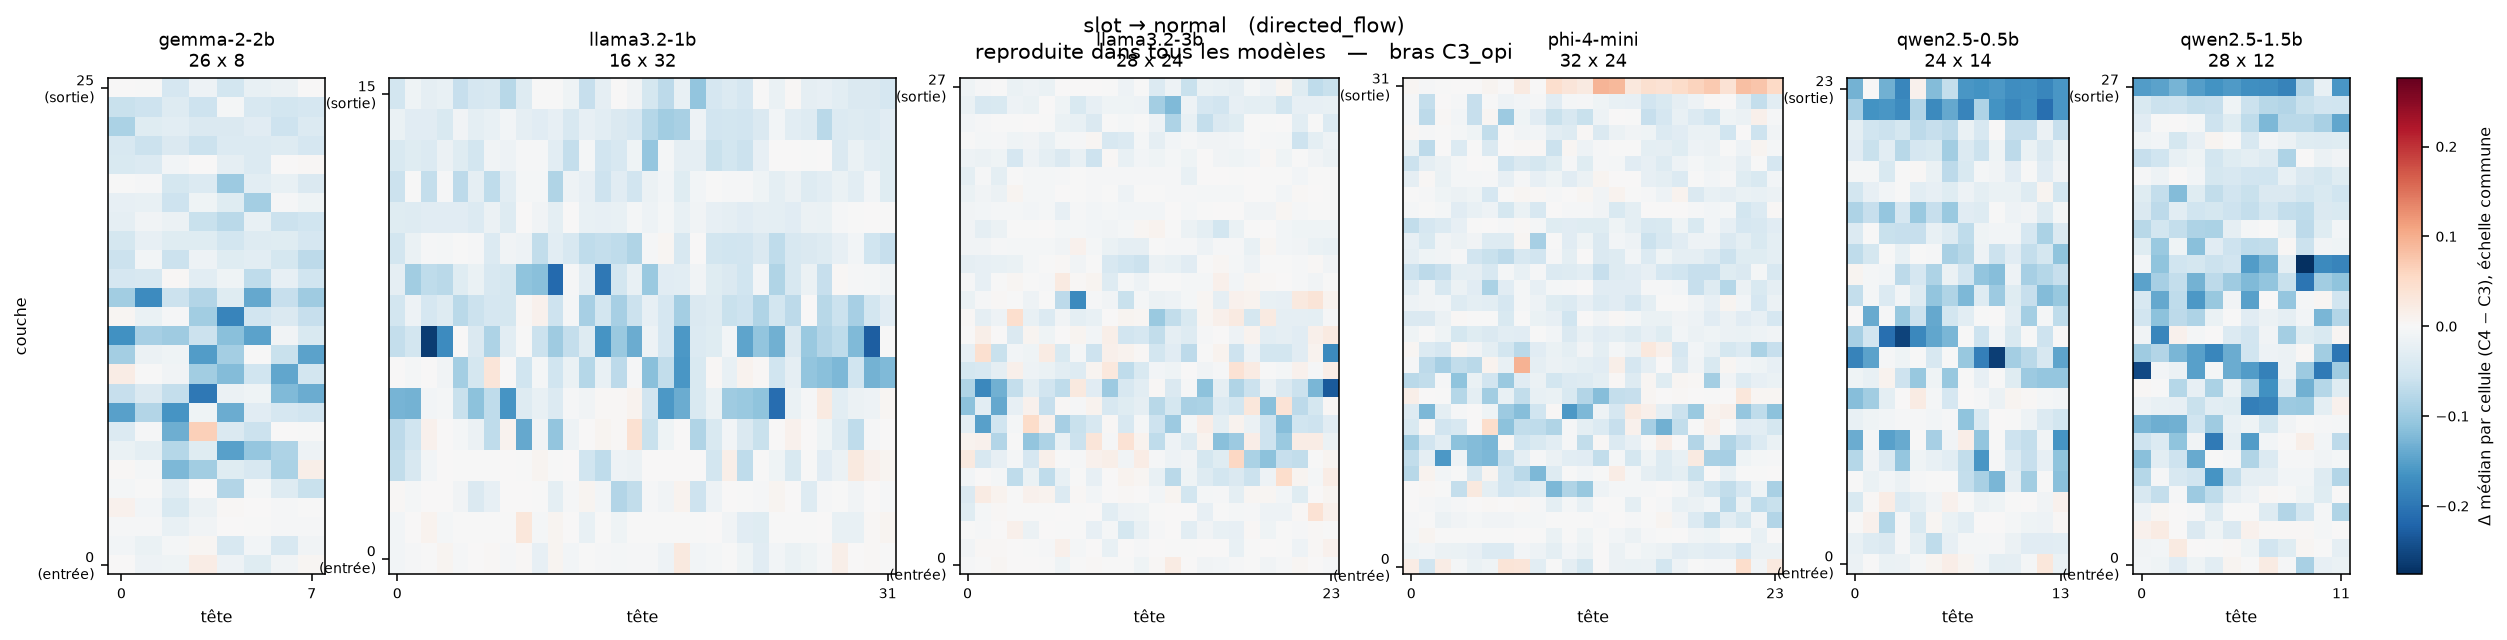 slot → normal (directed_flow)
reproduite dans tous les modèles — bras C3_opi
gemma-2-2b
26 x 8
llama3.2-1b
16 x 32
llama3.2-3b
28 x 24
phi-4-mini
32 x 24
qwen2.5-0.5b
24 x 14
qwen2.5-1.5b
28 x 12
couche
25
(sortie)
0
(entrée)
0
7
tête
15
(sortie)
0
(entrée)
0
31
tête
27
(sortie)
0
(entrée)
0
23
tête
31
(sortie)
0
(entrée)
0
23
tête
23
(sortie)
0
(entrée)
0
13
tête
27
(sortie)
0
(entrée)
0
11
tête
0.2
0.1
0.0
−0.1
−0.2
Δ médian par cellule (C4 − C3), échelle commune